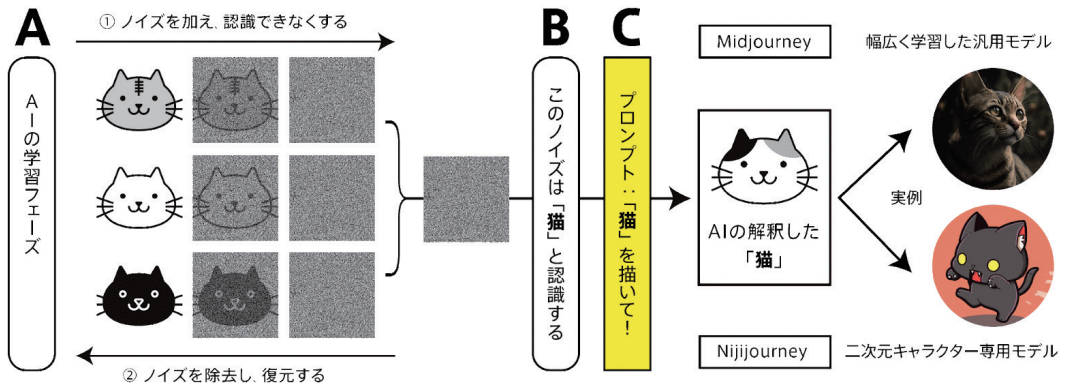 A
① ノイズを加え、認識できなくする
AIの学習フェーズ
② ノイズを除去し、復元する
B
このノイズは「猫」と認識する
C
プロンプト:「猫」を描いて!
Midjourney
幅広く学習した汎用モデル
AIの解釈した
「猫」
実例
Nijijourney
二次元キャラクター専用モデル